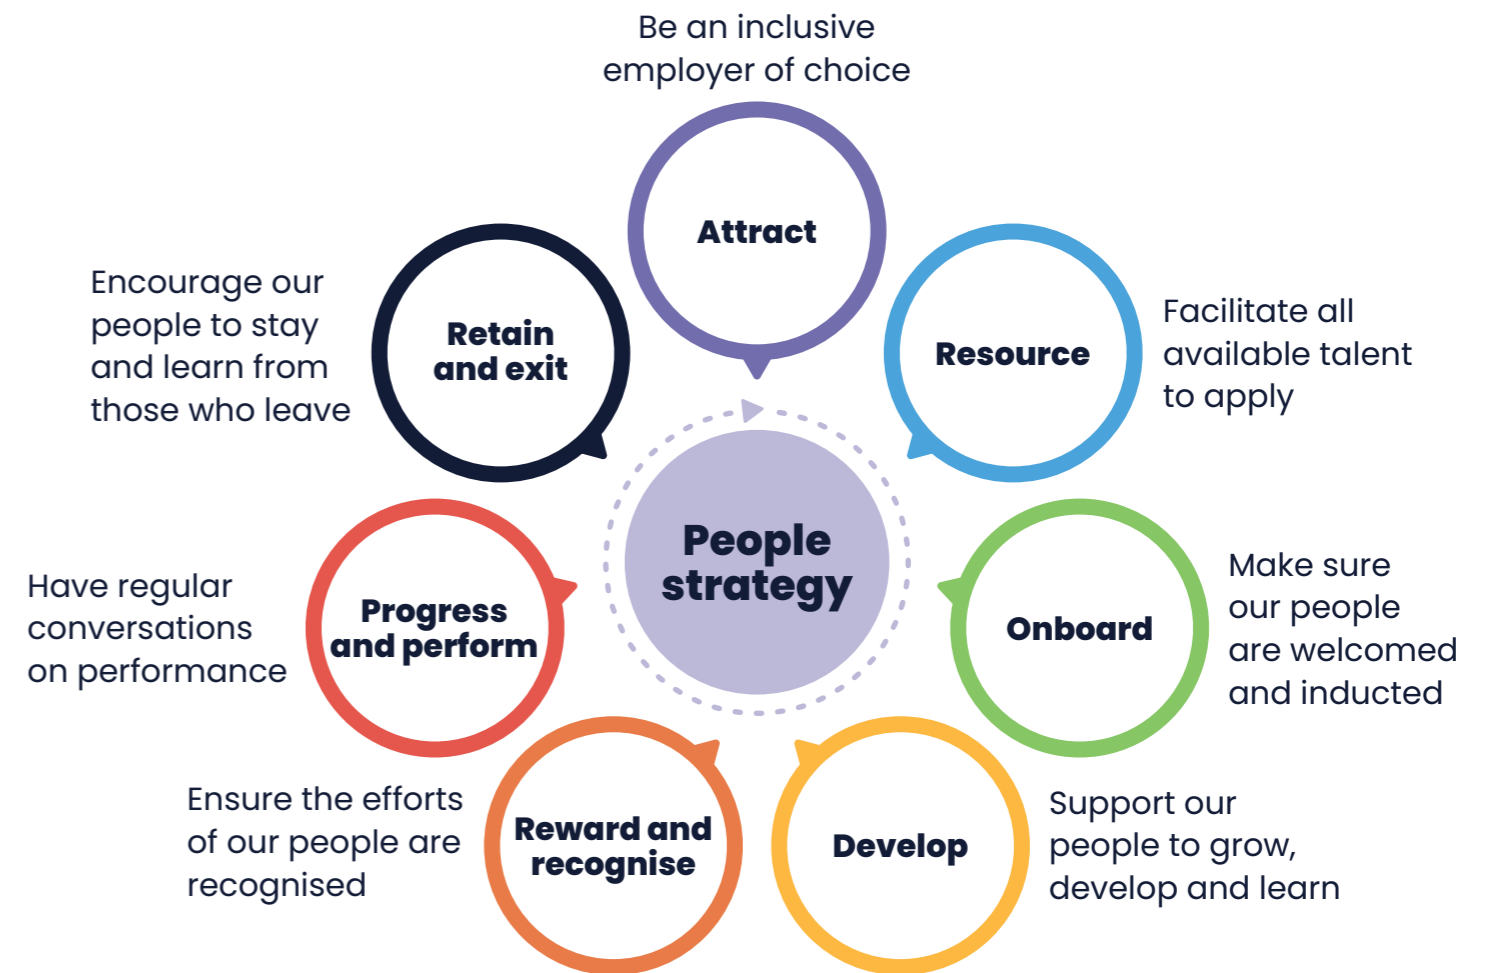 Be an inclusive
employer of choice
Attract
Resource
Facilitate all
available talent
to apply
Onboard
Make sure
our people
are welcomed
and inducted
Develop
Support our
people to grow,
develop and learn
Reward and
recognise
Ensure the efforts
of our people are
recognised
Progress
and perform
Have regular
conversations
on performance
Retain
and exit
Encourage our
people to stay
and learn from
those who leave
People
strategy